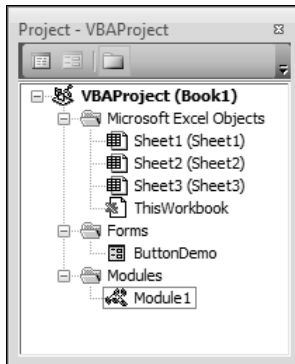 Project - VBAProject
VBAProject (Book1)
Microsoft Excel Objects
Sheet1 (Sheet1)
Sheet2 (Sheet2)
Sheet3 (Sheet3)
ThisWorkbook
Forms
ButtonDemo
Modules
Module1